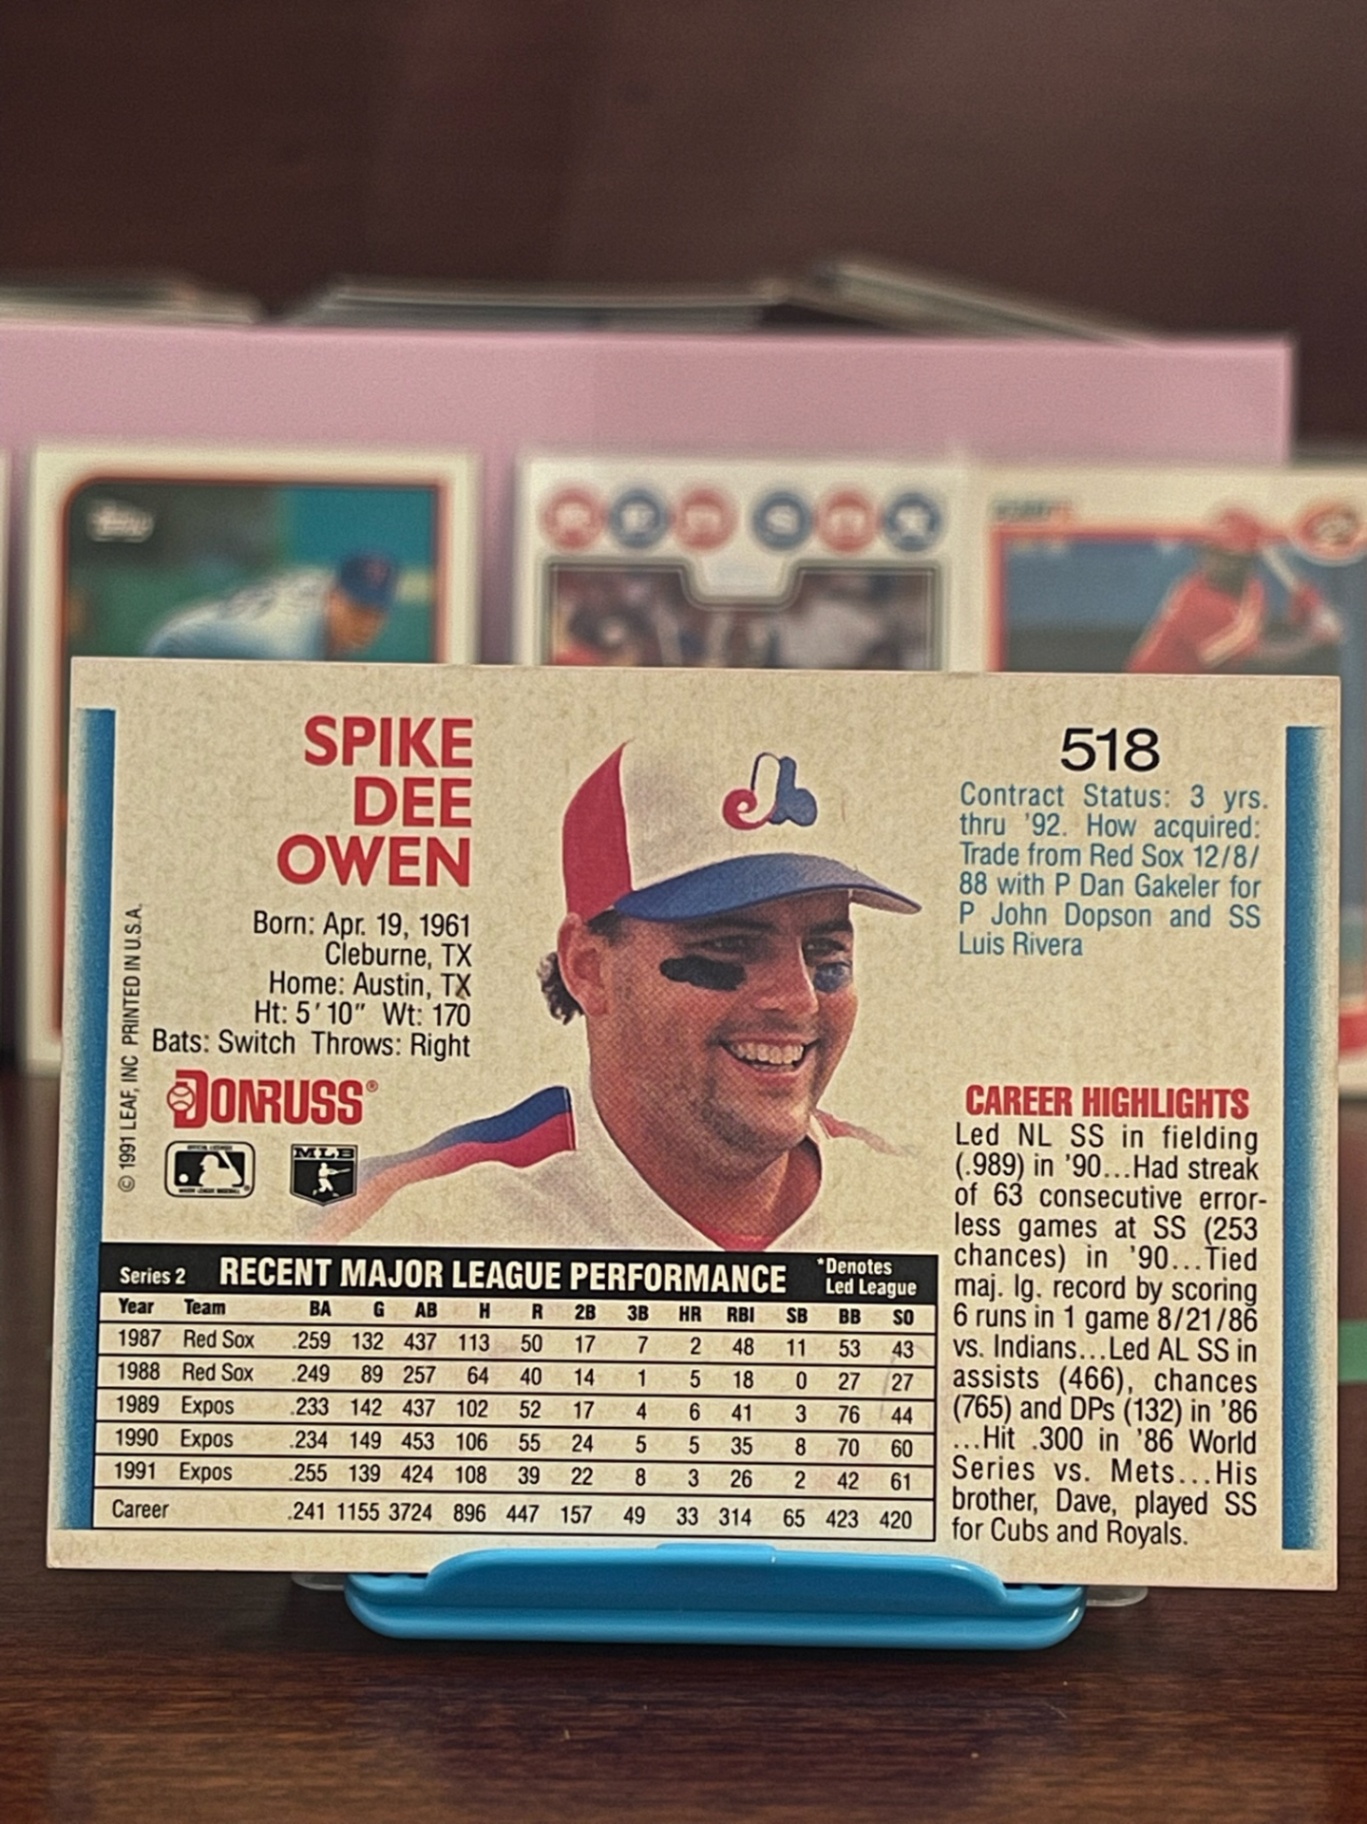 Topps
RED SOX
SPIKE
DEE
OWEN
Born: Apr. 19, 1961
Cleburne, TX
Home: Austin, TX
Ht: 5'10" Wt: 170
Bats: Switch Throws: Right
© 1991 LEAF, INC PRINTED IN U.S.A.
DONRUSS®
MLB
518
Contract Status: 3 yrs.
thru '92. How acquired:
Trade from Red Sox 12/8/
88 with P Dan Gakeler for
P John Dopson and SS
Luis Rivera
CAREER HIGHLIGHTS
Led NL SS in fielding
(.989) in '90...Had streak
of 63 consecutive error-
less games at SS (253
chances) in '90...Tied
maj. lg. record by scoring
6 runs in 1 game 8/21/86
vs. Indians...Led AL SS in
assists (466), chances
(765) and DPs (132) in '86
...Hit .300 in '86 World
Series vs. Mets...His
brother, Dave, played SS
for Cubs and Royals.
Series 2 RECENT MAJOR LEAGUE PERFORMANCE *Denotes
Led League
Year Team BA G AB H R 2B 3B HR RBI SB BB SO
1987 Red Sox .259 132 437 113 50 17 7 2 48 11 53 43
1988 Red Sox .249 89 257 64 40 14 1 5 18 0 27 27
1989 Expos .233 142 437 102 52 17 4 6 41 3 76 44
1990 Expos .234 149 453 106 55 24 5 5 35 8 70 60
1991 Expos .255 139 424 108 39 22 8 3 26 2 42 61
Career .241 1155 3724 896 447 157 49 33 314 65 423 420